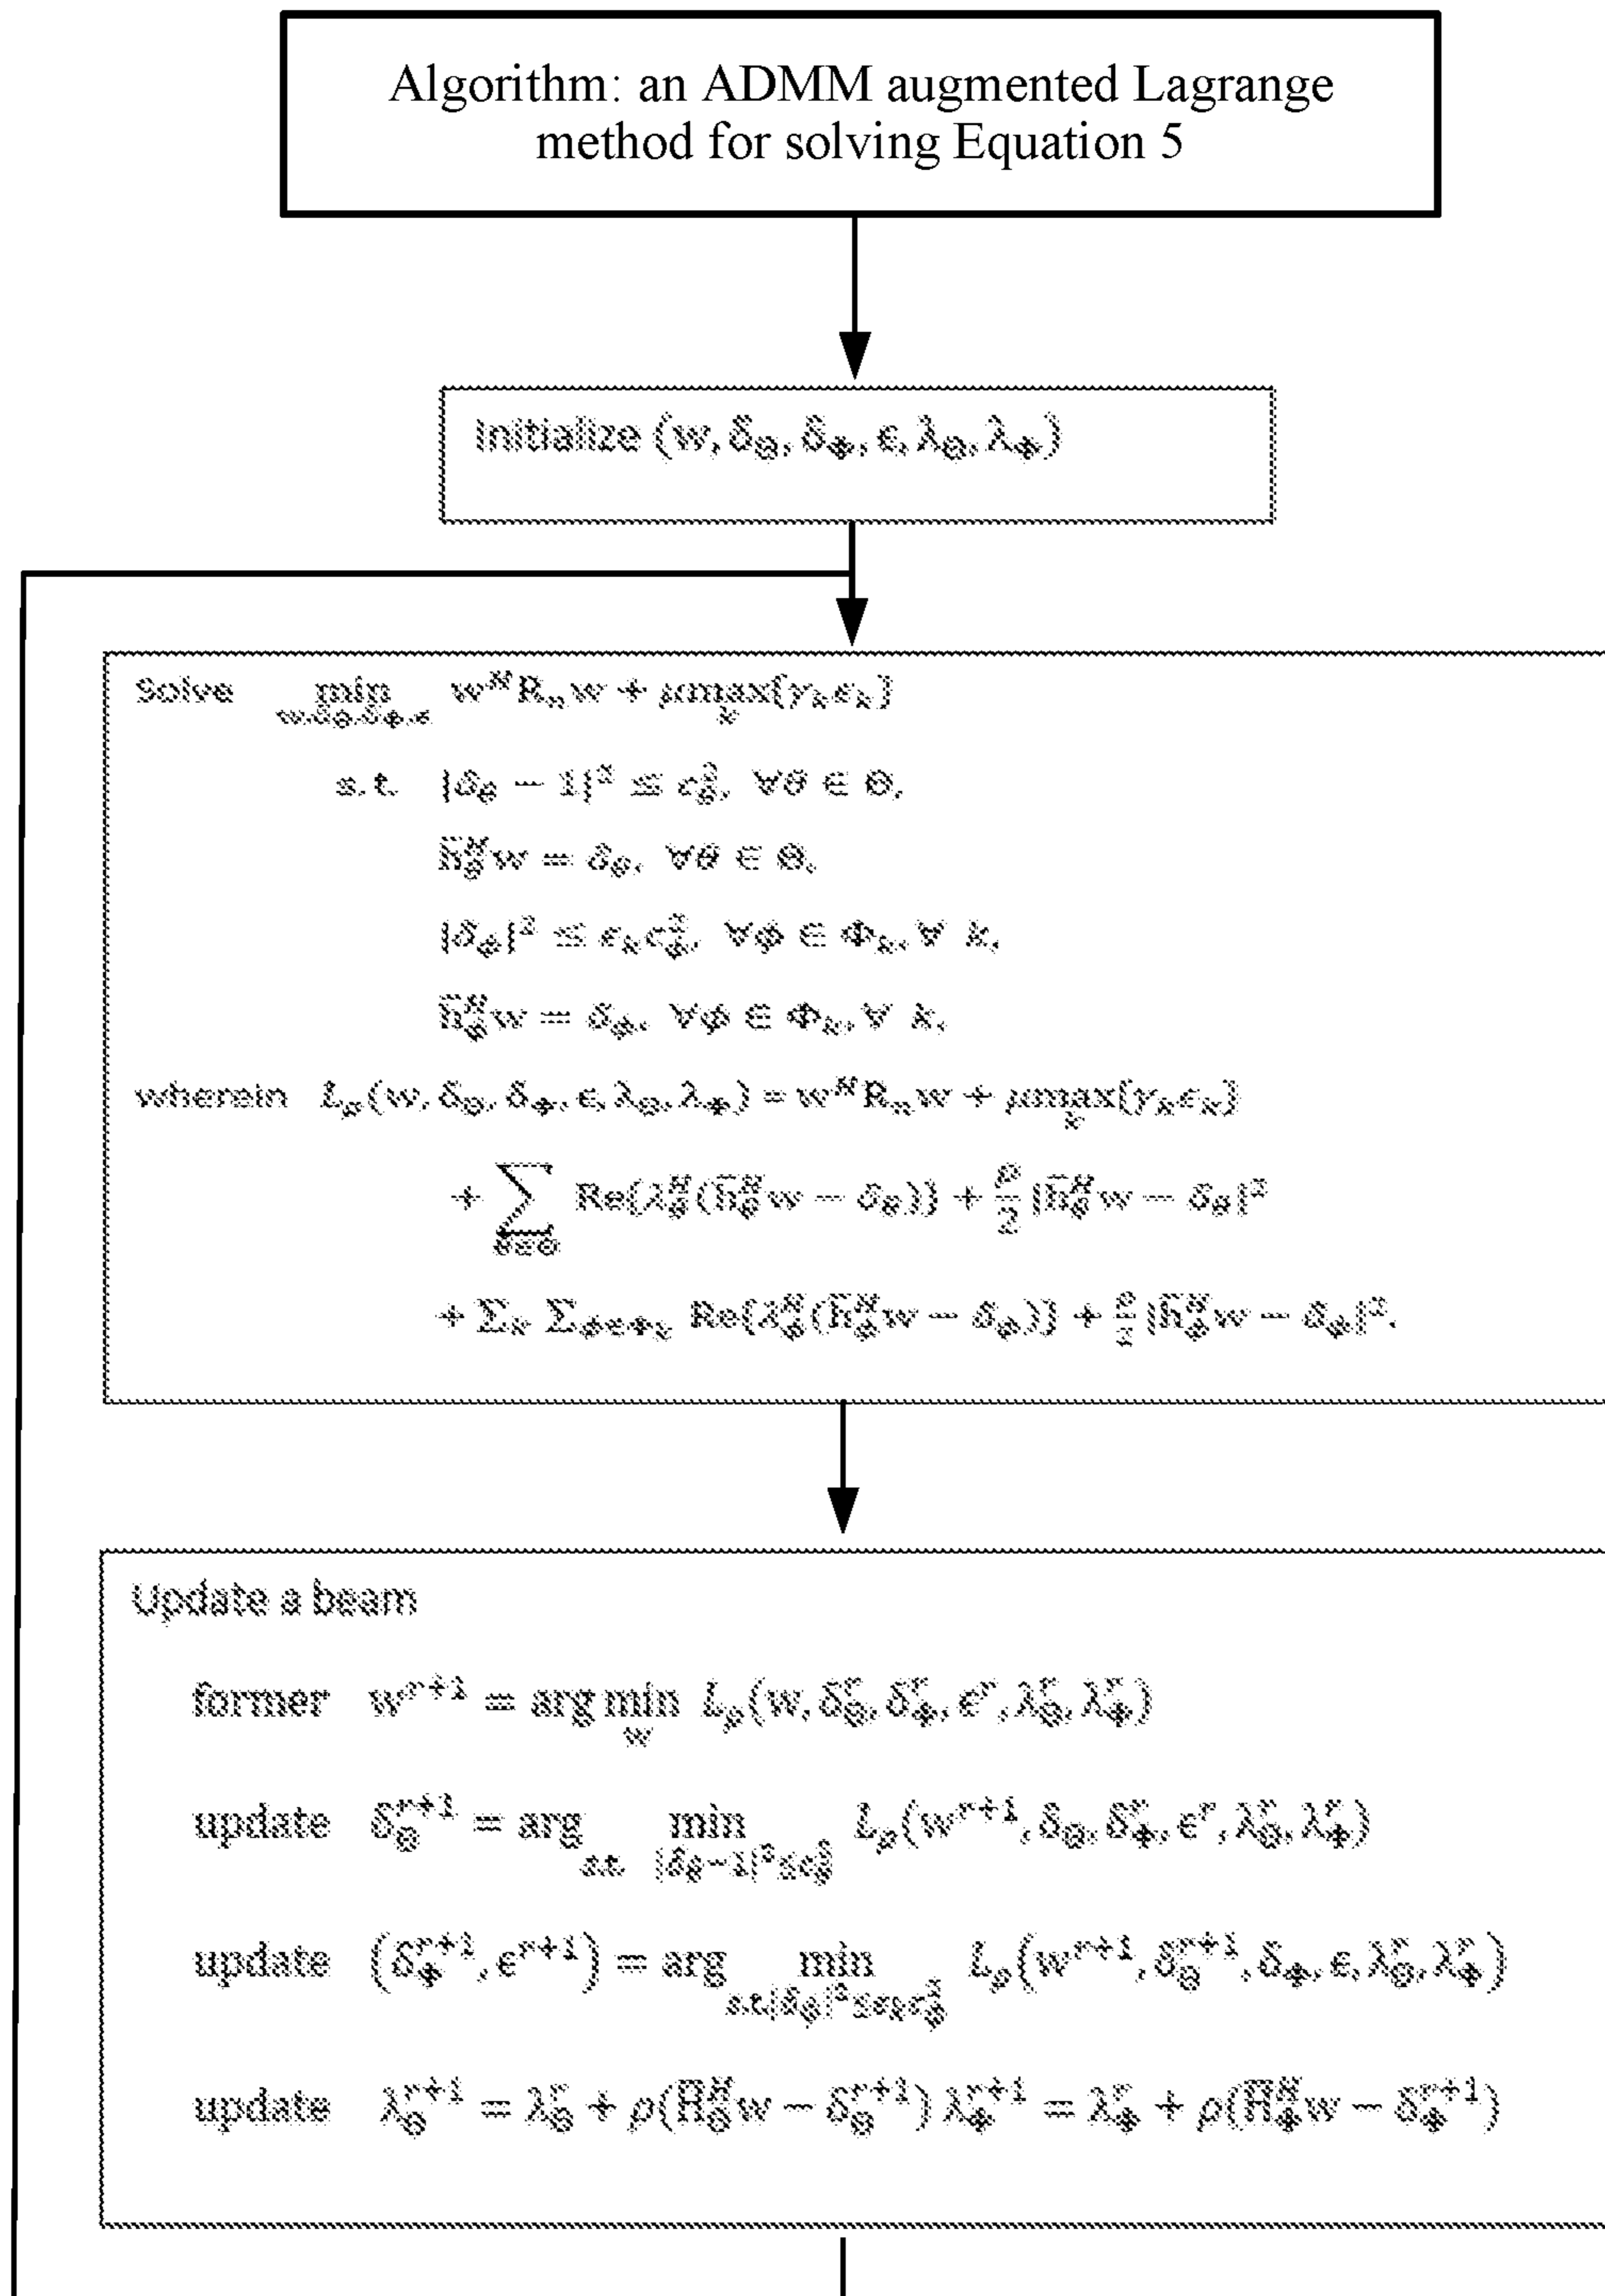 Algorithm: an ADMM augmented Lagrange
method for solving Equation 5
Initialize (w, δ_Θ, δ_Φ, ϵ, λ_Θ, λ_Φ)
Solve min_{w,δ_Θ,δ_Φ,ϵ} w^H R_n w + μ max_k {γ_k ϵ_k}
s.t. |δ_θ − 1|² ≤ c_θ², ∀θ ∈ Θ,
h̄_θ^H w = δ_θ, ∀θ ∈ Θ,
|δ_ϕ|² ≤ ϵ_k c_ϕ², ∀ϕ ∈ Φ_k, ∀ k,
h̄_ϕ^H w = δ_ϕ, ∀ϕ ∈ Φ_k, ∀ k,
wherein L_ρ(w, δ_Θ, δ_Φ, ϵ, λ_Θ, λ_Φ) = w^H R_n w + μ max_k {γ_k ϵ_k}
+ ∑_{θ∈Θ} Re{λ_θ^H (h̄_θ^H w − δ_θ)} + ρ/2 |h̄_θ^H w − δ_θ|²
+ ∑_k ∑_{ϕ∈Φ_k} Re{λ_ϕ^H (h̄_ϕ^H w − δ_ϕ)} + ρ/2 |h̄_ϕ^H w − δ_ϕ|².
Update a beam
former w^{r+1} = arg min_w L_ρ(w, δ_Θ^r, δ_Φ^r, ϵ^r, λ_Θ^r, λ_Φ^r)
update δ_Θ^{r+1} = arg min_{s.t. |δ_θ−1|²≤c_θ²} L_ρ(w^{r+1}, δ_Θ, δ_Φ^r, ϵ^r, λ_Θ^r, λ_Φ^r)
update (δ_Φ^{r+1}, ϵ^{r+1}) = arg min_{s.t. |δ_ϕ|²≤ϵ_k c_ϕ²} L_ρ(w^{r+1}, δ_Θ^{r+1}, δ_Φ, ϵ, λ_Θ^r, λ_Φ^r)
update λ_Θ^{r+1} = λ_Θ^r + ρ(H̄_Θ^H w − δ_Θ^{r+1}) λ_Φ^{r+1} = λ_Φ^r + ρ(H̄_Φ^H w − δ_Φ^{r+1})